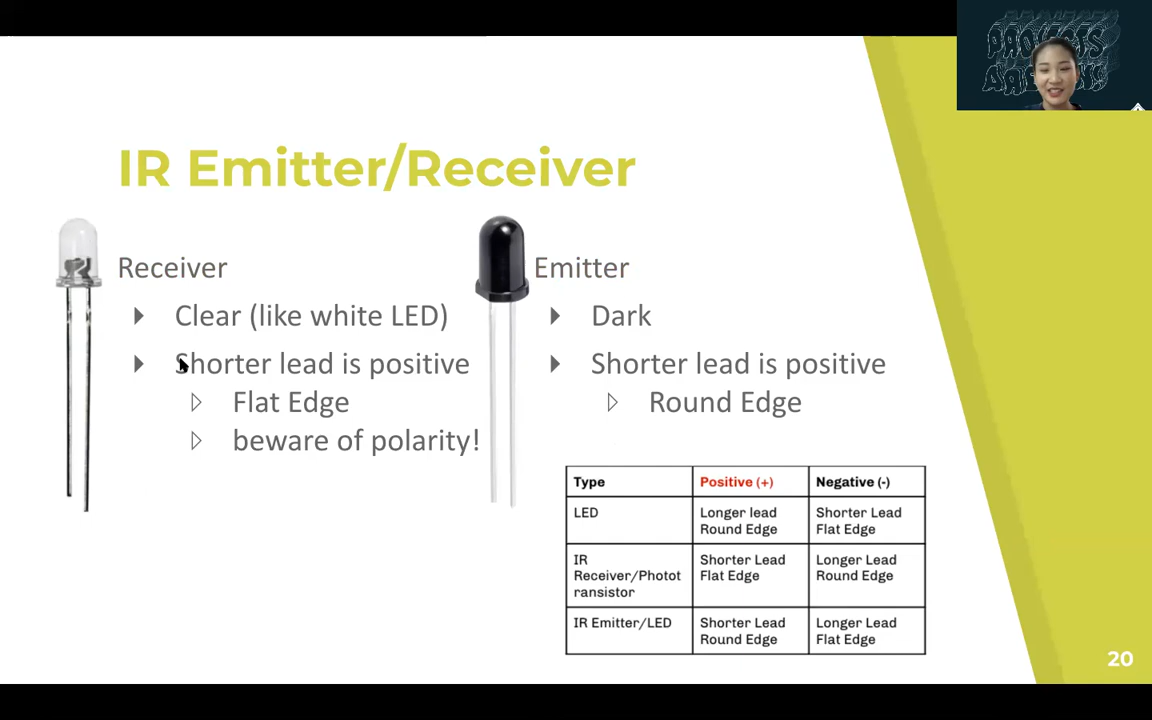 PROJECTS
IR Emitter/Receiver
Receiver
Clear (like white LED)
Shorter lead is positive
Flat Edge
beware of polarity!
Emitter
Dark
Shorter lead is positive
Round Edge
Type Positive (+) Negative (-)
LED Longer lead Shorter Lead
Round Edge Flat Edge
IR Shorter Lead Longer Lead
Receiver/Photot Flat Edge Round Edge
ransistor
IR Emitter/LED Shorter Lead Longer Lead
Round Edge Flat Edge
20